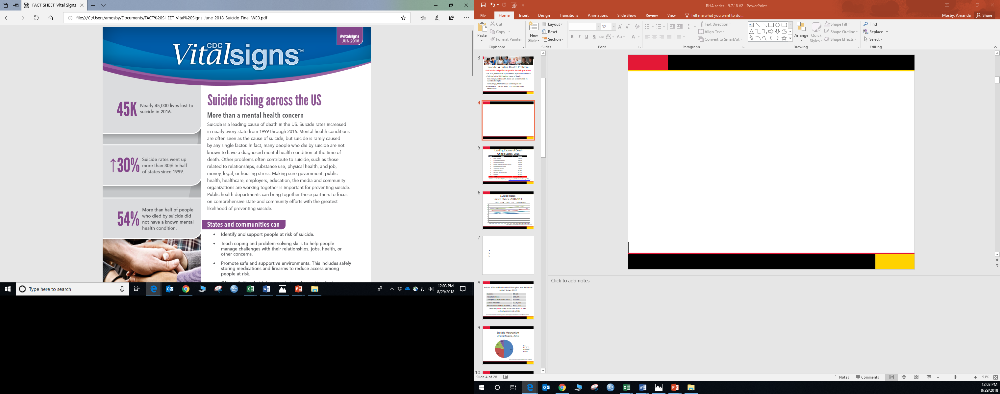 FACT SHEET_Vital Signs_
file:///C:/Users/amosby/Documents/FACT%20SHEET_Vital%20Signs_June_2018_Suicide_Final_WEB.pdf
#vitalsigns
JUN 2018
CDC
Vitalsigns™
45K
Nearly 45,000 lives lost to
suicide in 2016.
↑30%
Suicide rates went up
more than 30% in half
of states since 1999.
54%
More than half of people
who died by suicide did
not have a known mental
health condition.
Suicide rising across the US
More than a mental health concern
Suicide is a leading cause of death in the US. Suicide rates increased
in nearly every state from 1999 through 2016. Mental health conditions
are often seen as the cause of suicide, but suicide is rarely caused
by any single factor. In fact, many people who die by suicide are not
known to have a diagnosed mental health condition at the time of
death. Other problems often contribute to suicide, such as those
related to relationships, substance use, physical health, and job,
money, legal, or housing stress. Making sure government, public
health, healthcare, employers, education, the media and community
organizations are working together is important for preventing suicide.
Public health departments can bring together these partners to focus
on comprehensive state and community efforts with the greatest
likelihood of preventing suicide.
States and communities can
• Identify and support people at risk of suicide.
• Teach coping and problem-solving skills to help people
manage challenges with their relationships, jobs, health, or
other concerns.
• Promote safe and supportive environments. This includes safely
storing medications and firearms to reduce access among
people at risk.
Type here to search
12:03 PM
8/29/2018
BHA series - 9.7.18 V2 - PowerPoint
File Home Insert Design Transitions Animations Slide Show Review View Tell me what you want to do...
Mosby, Amanda Share
Paste
Cut
Copy
Format Painter
Clipboard
New
Slide
Layout
Reset
Section
Slides
32
B I U S abc AV Aa A
Font
Text Direction
Align Text
Convert to SmartArt
Paragraph
Arrange
Quick
Styles
Shape Fill
Shape Outline
Shape Effects
Drawing
Find
Replace
Select
Editing
3
Suicide: A Public Health Problem
Suicide is a significant public health problem
– In 2016, there were 44,965deaths by suicide in the U.S.
– Suicide is the 10th leading cause of death
– For every suicide death, there are an estimated 25
suicide attempts
– On average, there are 123 suicides per day
– Average of 1 person every 11.7 minutes killed
themselves
4
5
Leading Causes of Death
United States, 2016
6
Suicide Rates
United States, 2000-2013
7
8
Adults Affected by Suicidal Thoughts and Behavior
United States, 2012
Suicides
Hospitalizations
Emergency Department Visits
Suicide Attempts
Seriously Considered Suicide
For every one suicide, there were over
seriously considered suicide
9
Suicide Mechanism
United States, 2016
10
Click to add notes
Slide 4 of 28
Notes
Comments
91%
12:03 PM
8/29/2018